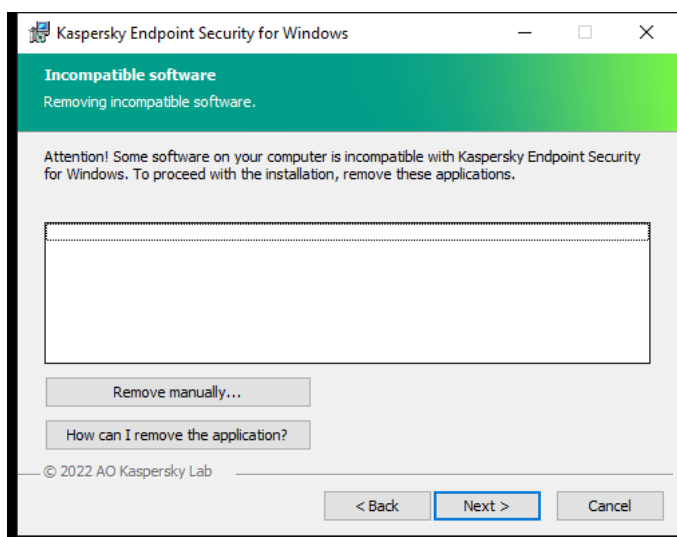 Kaspersky Endpoint Security for Windows
Incompatible software
Removing incompatible software.
Attention! Some software on your computer is incompatible with Kaspersky Endpoint Security
for Windows. To proceed with the installation, remove these applications.
Remove manually...
How can I remove the application?
© 2022 AO Kaspersky Lab
< Back Next > Cancel